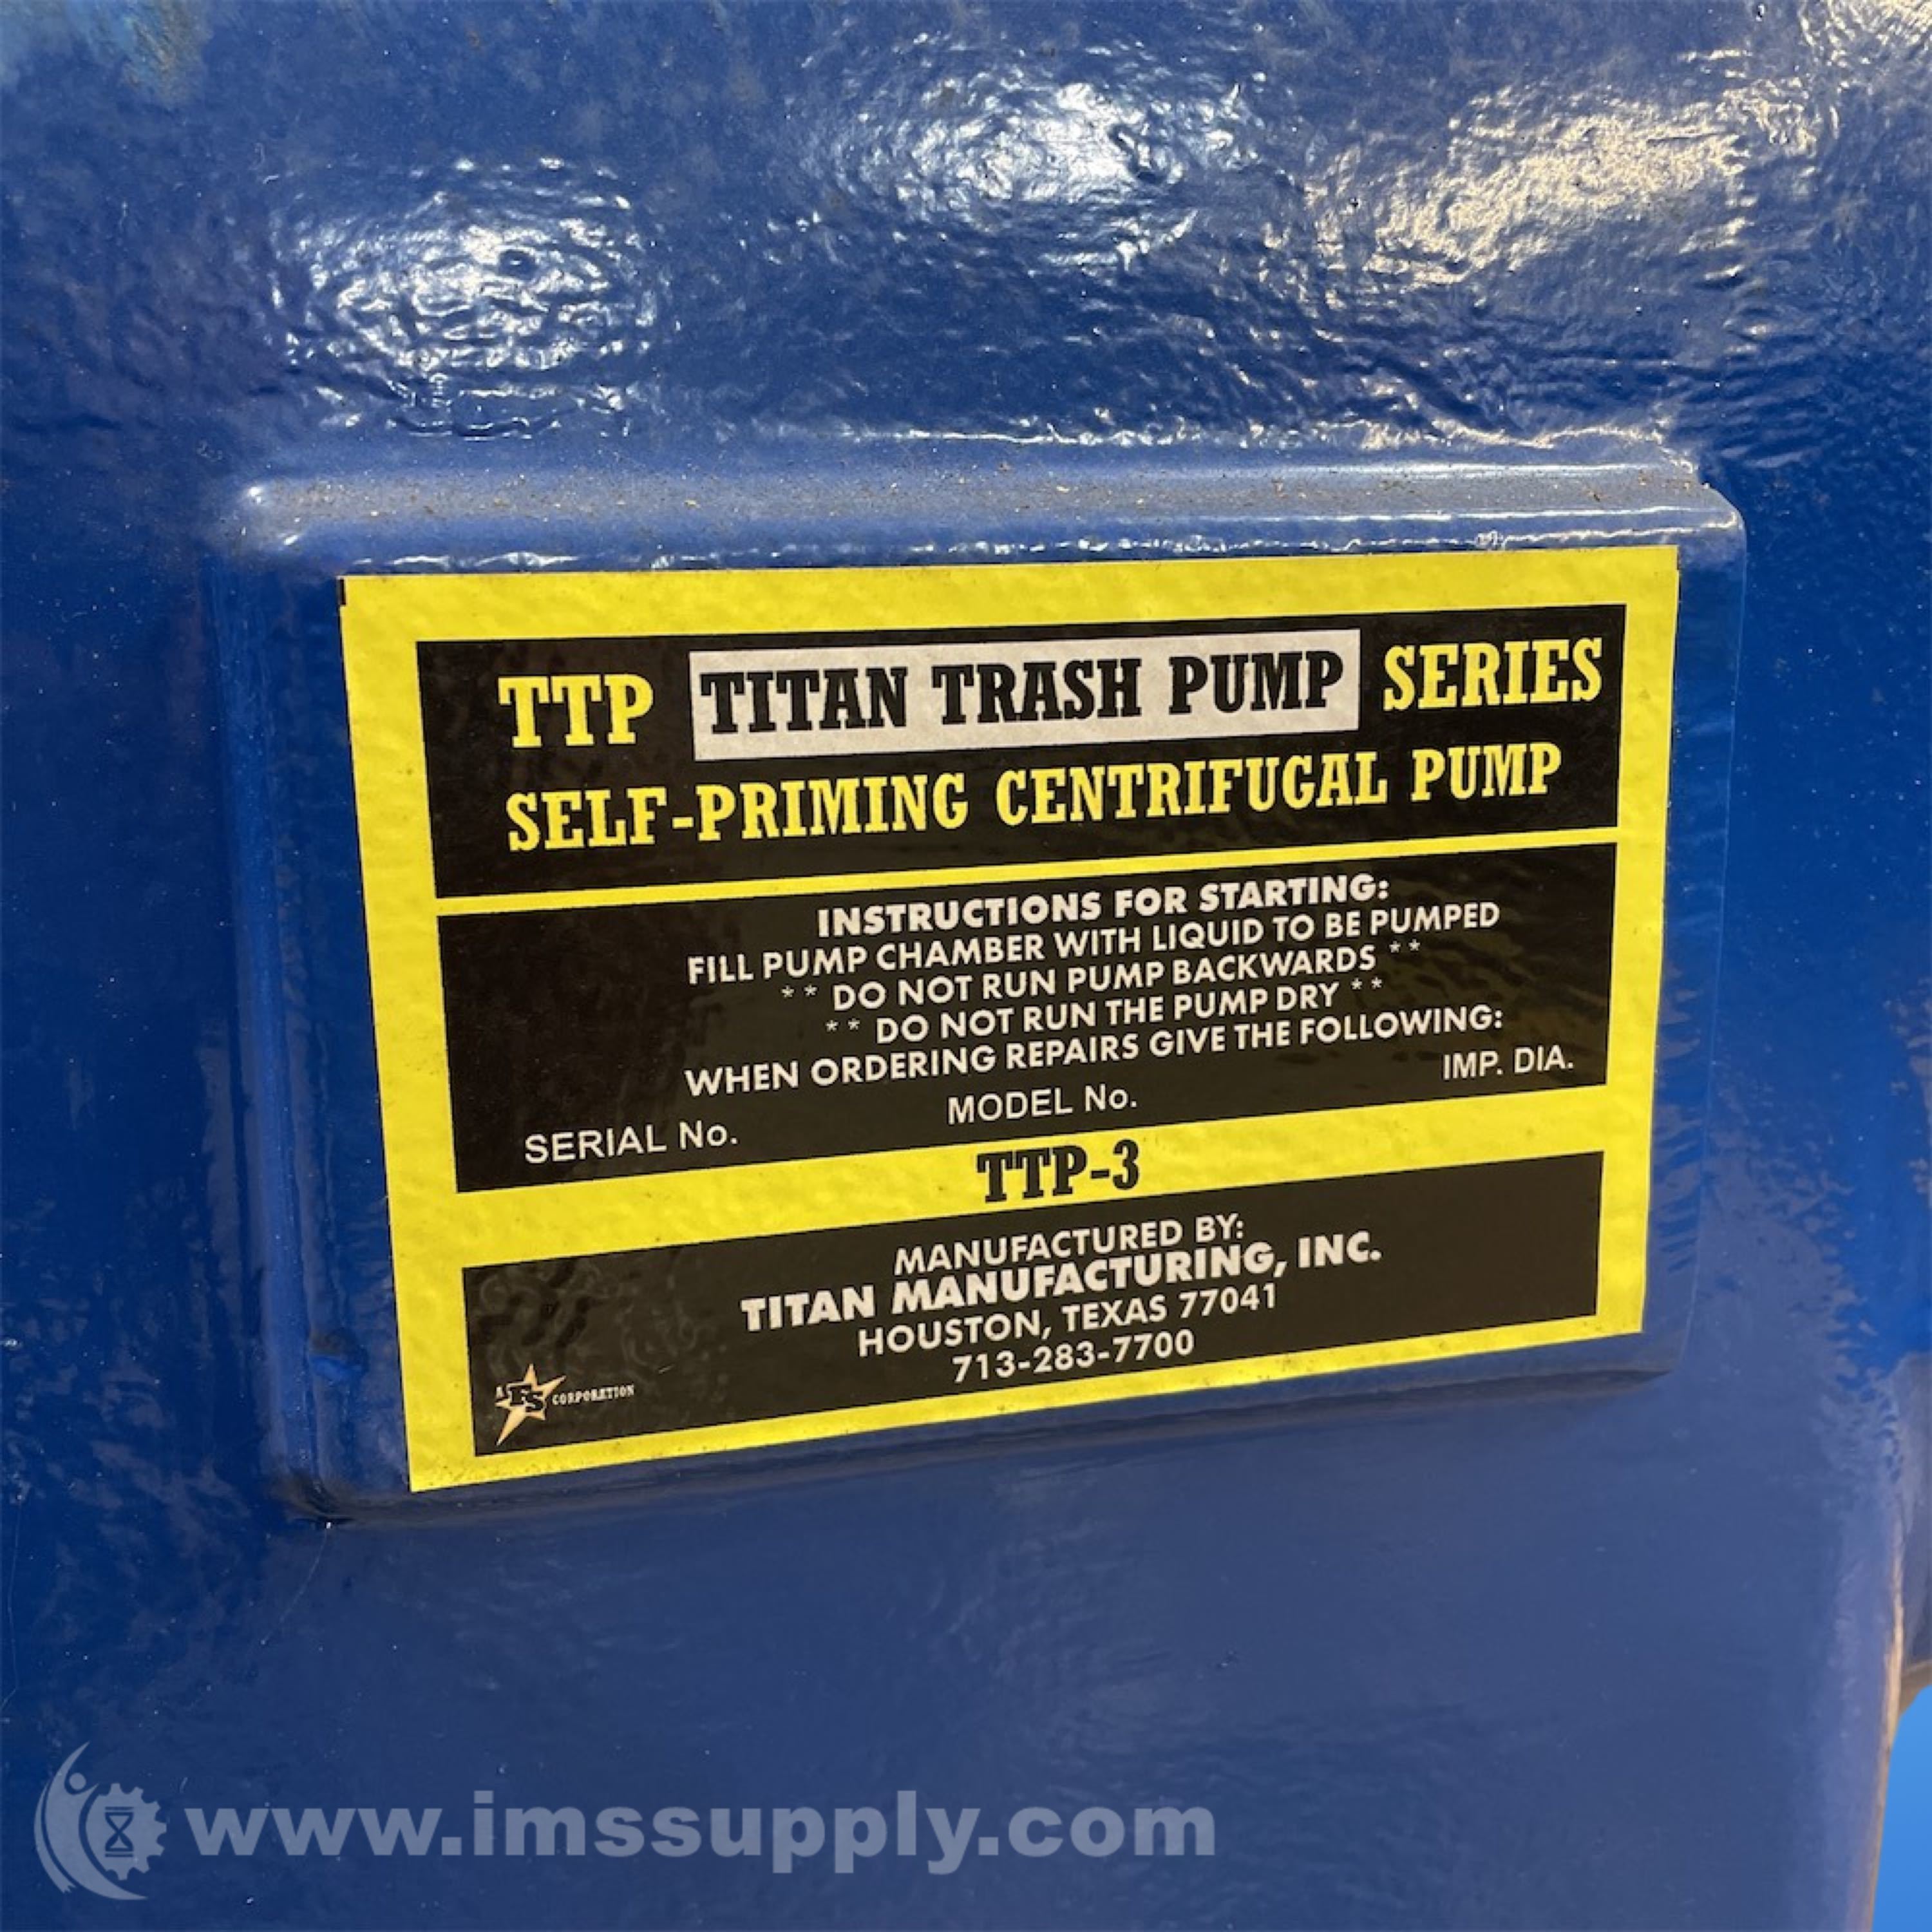 TTP TITAN TRASH PUMP SERIES
SELF-PRIMING CENTRIFUGAL PUMP
INSTRUCTIONS FOR STARTING:
FILL PUMP CHAMBER WITH LIQUID TO BE PUMPED
** DO NOT RUN PUMP BACKWARDS **
** DO NOT RUN THE PUMP DRY **
WHEN ORDERING REPAIRS GIVE THE FOLLOWING:
SERIAL No. MODEL No. IMP. DIA.
TTP-3
MANUFACTURED BY:
TITAN MANUFACTURING, INC.
HOUSTON, TEXAS 77041
713-283-7700
A FS CORPORATION
www.imssupply.com